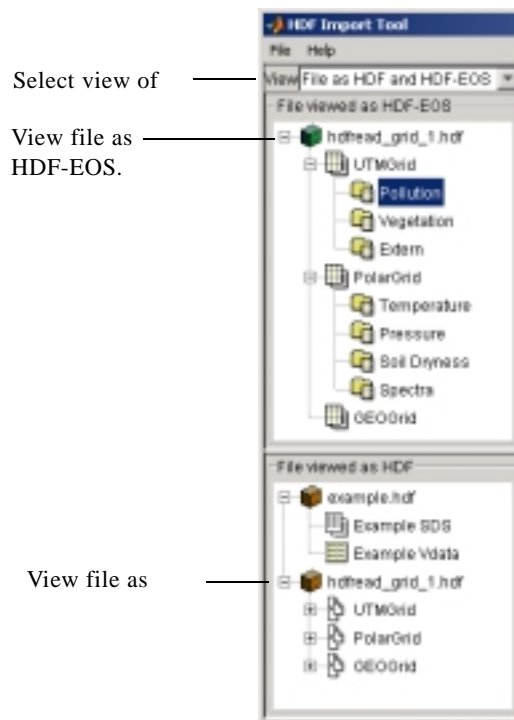 HDF Import Tool
File Help
Select view of
View File as HDF and HDF-EOS
File viewed as HDF-EOS
View file as
HDF-EOS.
hdfread_grid_1.hdf
UTMGrid
Pollution
Vegetation
Extern
PolarGrid
Temperature
Pressure
Soil Dryness
Spectra
GEOGrid
File viewed as HDF
example.hdf
Example SDS
Example Vdata
View file as
hdfread_grid_1.hdf
UTMGrid
PolarGrid
GEOGrid